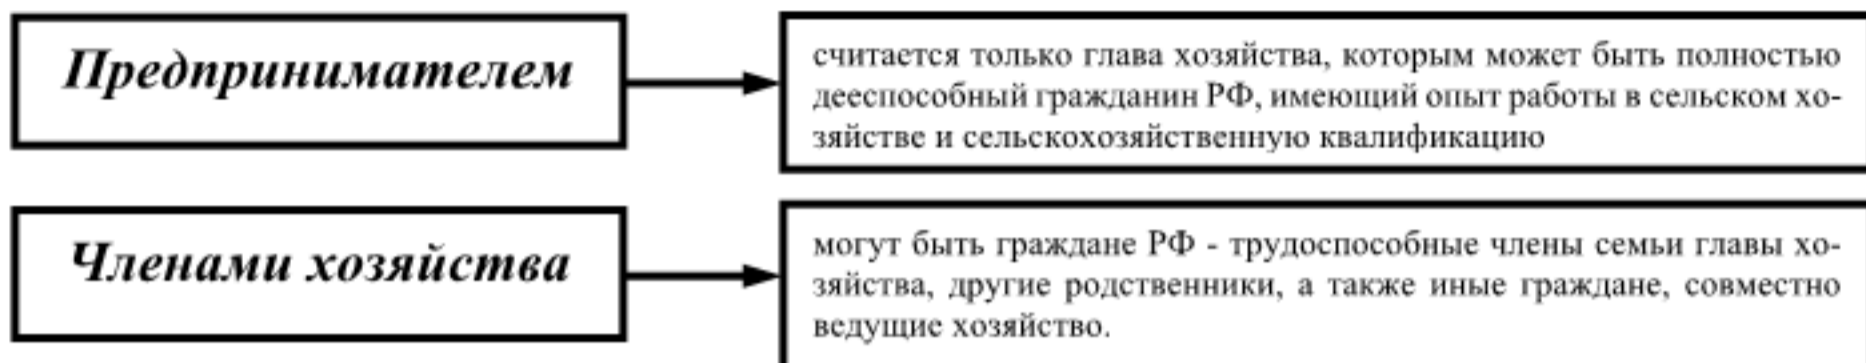 Предпринимателем
считается только глава хозяйства, которым может быть полностью
дееспособный гражданин РФ, имеющий опыт работы в сельском хо-
зяйстве и сельскохозяйственную квалификацию
Членами хозяйства
могут быть граждане РФ - трудоспособные члены семьи главы хо-
зяйства, другие родственники, а также иные граждане, совместно
ведущие хозяйство.